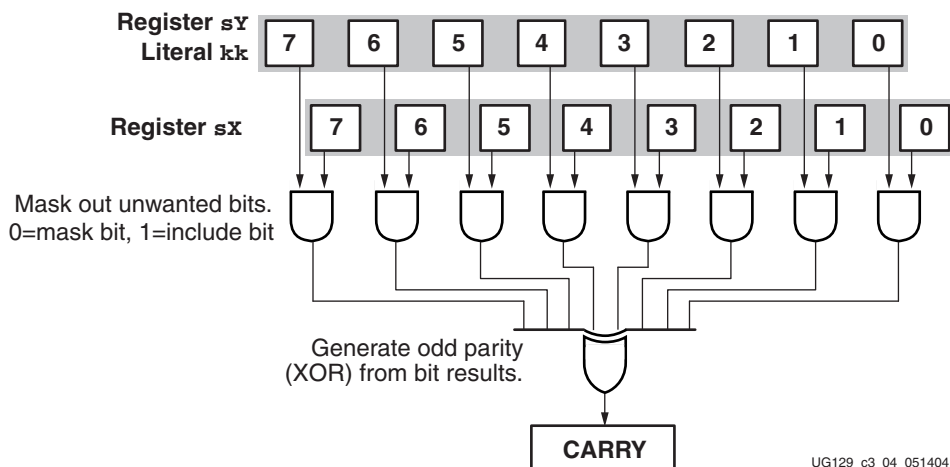 Register sY
Literal kk
7 6 5 4 3 2 1 0
Register sX
7 6 5 4 3 2 1 0
Mask out unwanted bits.
0=mask bit, 1=include bit
Generate odd parity
(XOR) from bit results.
CARRY
UG129_c3_04_051404